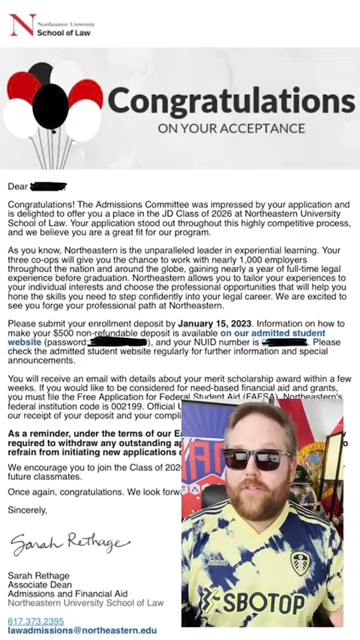 Northeastern University
School of Law
Congratulations
ON YOUR ACCEPTANCE
Dear
Congratulations! The Admissions Committee was impressed by your application and
is delighted to offer you a place in the JD Class of 2026 at Northeastern University
School of Law. Your application stood out throughout this highly competitive process,
and we believe you are a great fit for our program.
As you know, Northeastern is the unparalleled leader in experiential learning. Your
three co-ops will give you the chance to work with nearly 1,000 employers
throughout the nation and around the globe, gaining nearly a year of full-time legal
experience before graduation. Northeastern allows you to tailor your experiences to
your individual interests and choose the professional opportunities that will help you
hone the skills you need to step confidently into your legal career. We are excited to
see you forge your professional path at Northeastern.
Please submit your enrollment deposit by January 15, 2023. Information on how to
make your $500 non-refundable deposit is available on our admitted student
website (password: ), and your NUID number is . Please
check the admitted student website regularly for further information and special
announcements.
You will receive an email with details about your merit scholarship award within a few
weeks. If you would like to be considered for need-based financial aid and grants,
you must file the Free Application for Federal Student Aid (FAFSA). Northeastern's
federal institution code is 002199. Official
our receipt of your deposit and your compli
As a reminder, under the terms of our Ea
required to withdraw any outstanding ap
refrain from initiating new applications
We encourage you to join the Class of 202
future classmates.
Once again, congratulations. We look forw
Sincerely,
Sarah Rethage
Sarah Rethage
Associate Dean
Admissions and Financial Aid
Northeastern University School of Law
617.373.2395
lawadmissions@northeastern.edu
SBOTOP